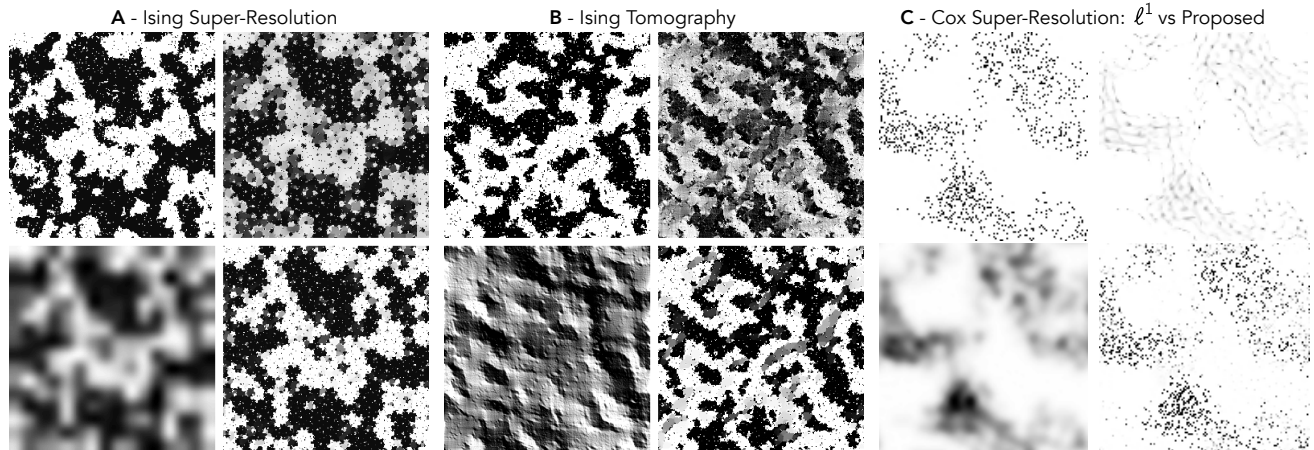 A - Ising Super-Resolution
B - Ising Tomography
C - Cox Super-Resolution: ℓ¹ vs Proposed